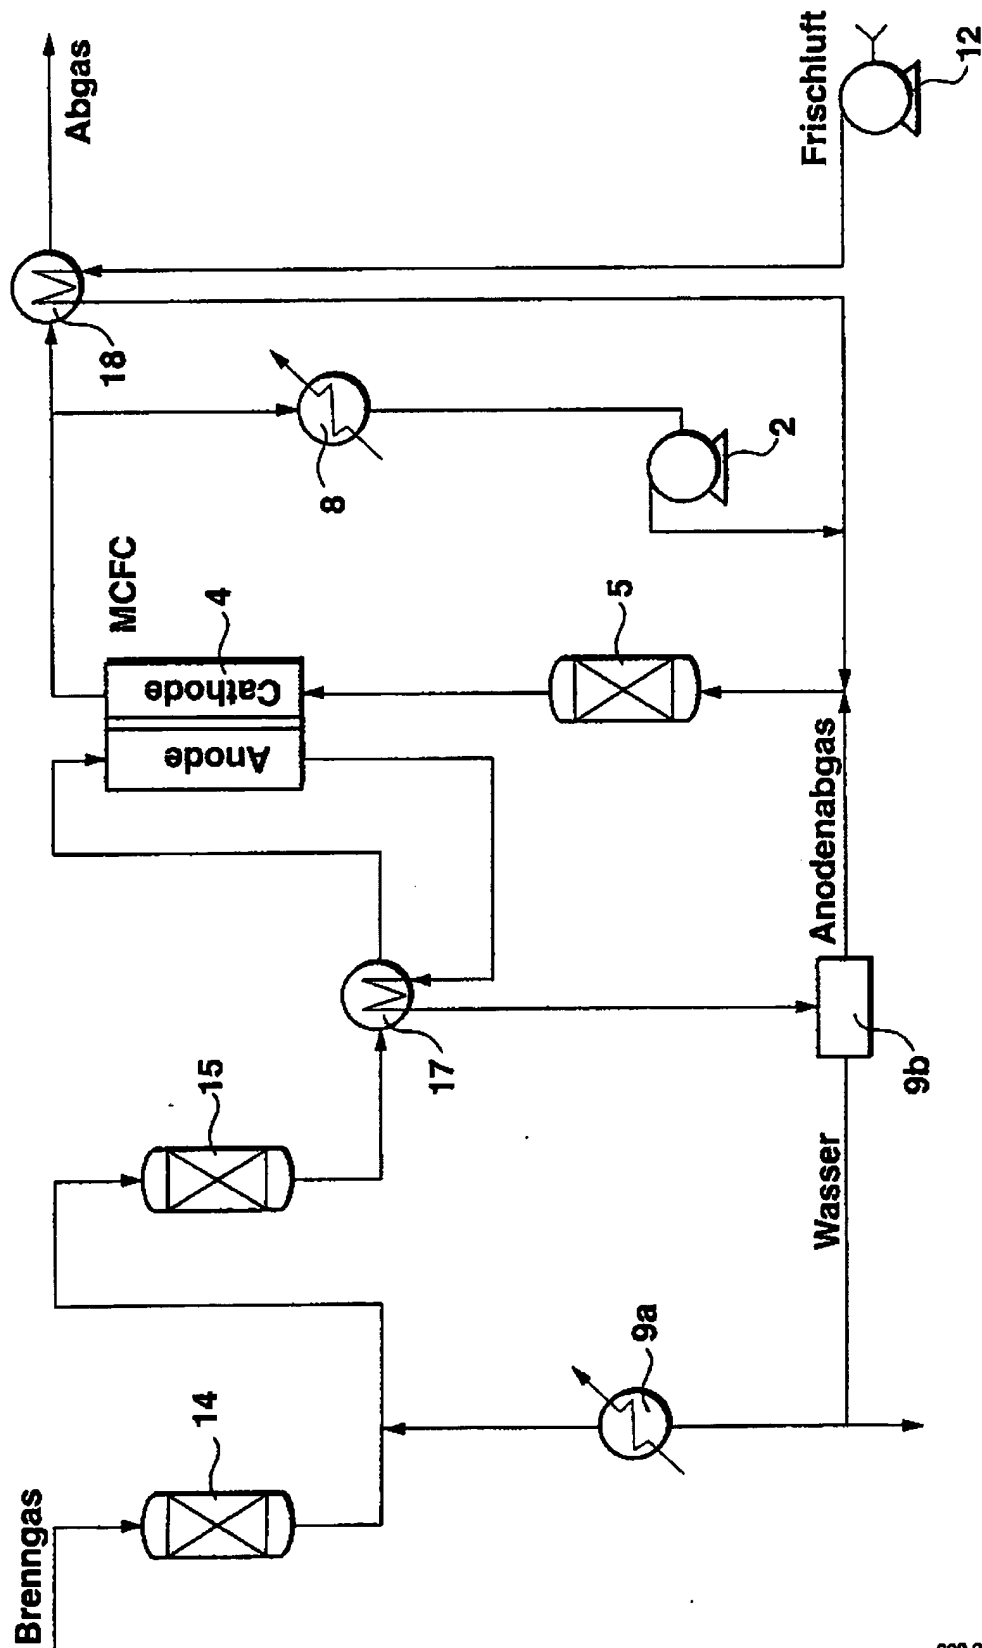 Brenngas
14
15
17
9a
9b
Wasser
Anodenabgas
Anode
Cathode
4
MCFC
5
8
2
18
Abgas
Frischluft
12